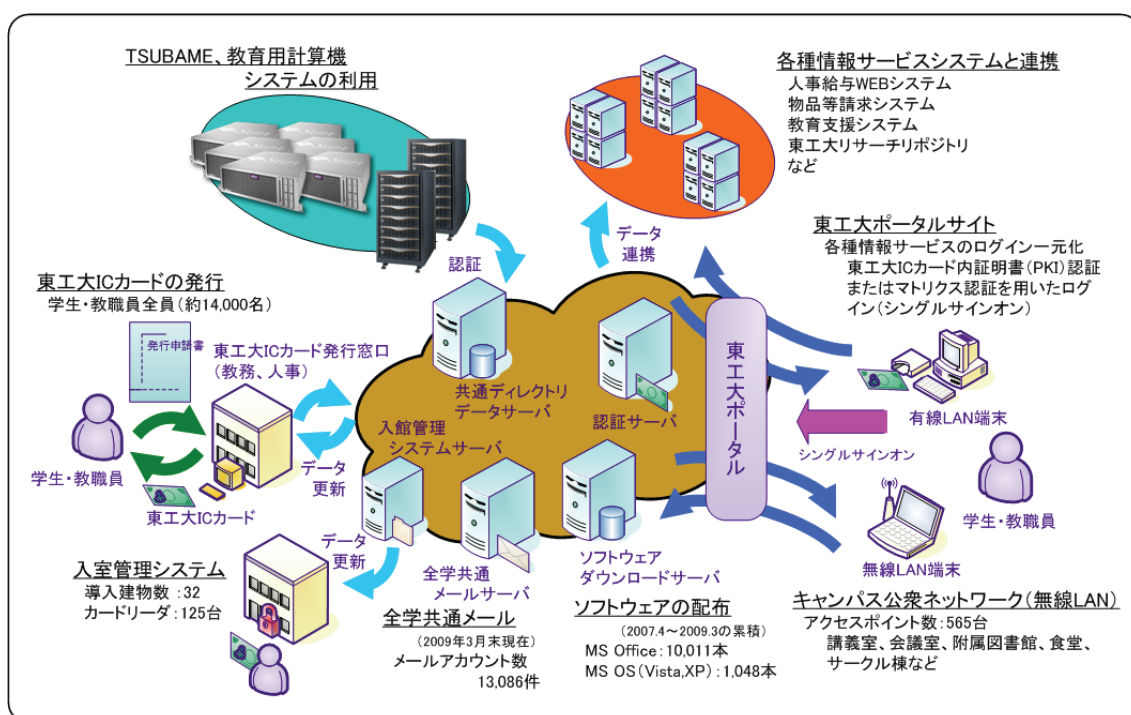 TSUBAME、教育用計算機
システムの利用
各種情報サービスシステムと連携
人事給与WEBシステム
物品等請求システム
教育支援システム
東工大リサーチリポジトリ
など
データ
連携
認証
東工大ポータルサイト
各種情報サービスのログイン一元化
東工大ICカード内証明書(PKI)認証
またはマトリクス認証を用いたログ
イン(シングルサインオン)
東工大ICカードの発行
学生・教職員全員(約14,000名)
発行申請書
東工大ICカード発行窓口
(教務、人事)
学生・教職員
東工大ICカード
データ
更新
共通ディレクトリ
データサーバ
認証サーバ
東工大ポータル
有線LAN端末
シングルサインオン
学生・教職員
無線LAN端末
入館管理
システムサーバ
データ
更新
全学共通
メールサーバ
ソフトウェア
ダウンロードサーバ
入室管理システム
導入建物数:32
カードリーダ:125台
全学共通メール
(2009年3月末現在)
メールアカウント数
13,086件
ソフトウェアの配布
(2007.4~2009.3の累積)
MS Office:10,011本
MS OS(Vista,XP):1,048本
キャンパス公衆ネットワーク(無線LAN)
アクセスポイント数:565台
講義室、会議室、附属図書館、食堂、
サークル棟など